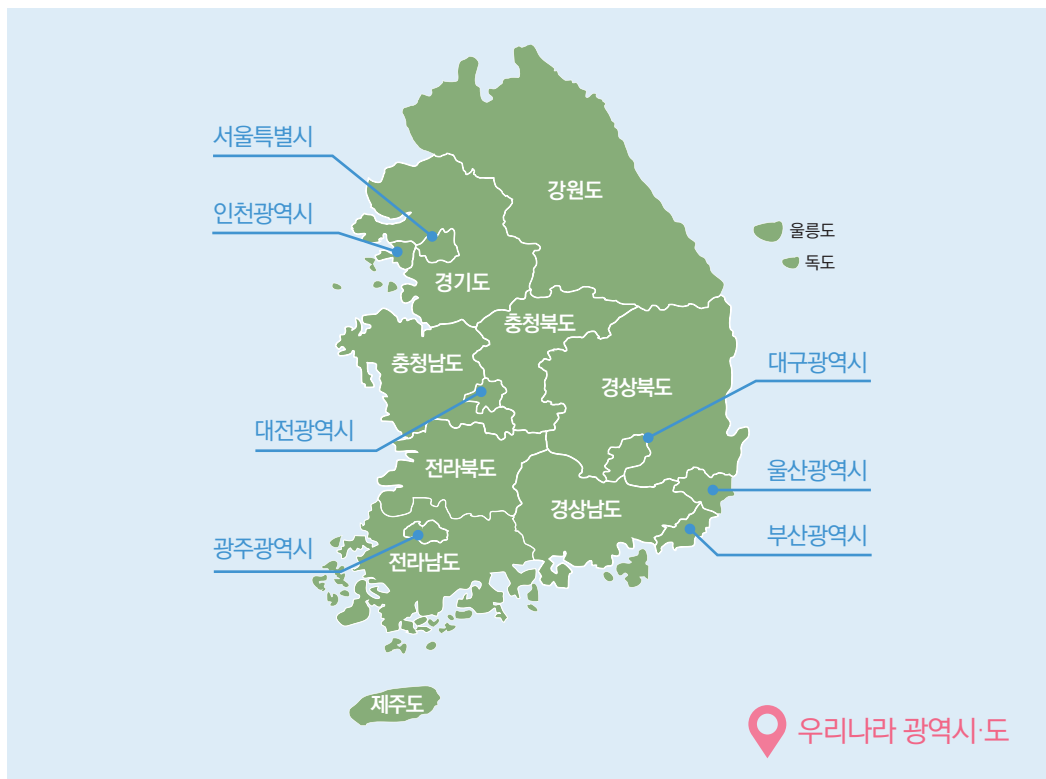 서울특별시
강원도
인천광역시
울릉도
독도
경기도
충청북도
충청남도
대구광역시
경상북도
대전광역시
전라북도
울산광역시
경상남도
부산광역시
광주광역시
전라남도
제주도
우리나라 광역시·도